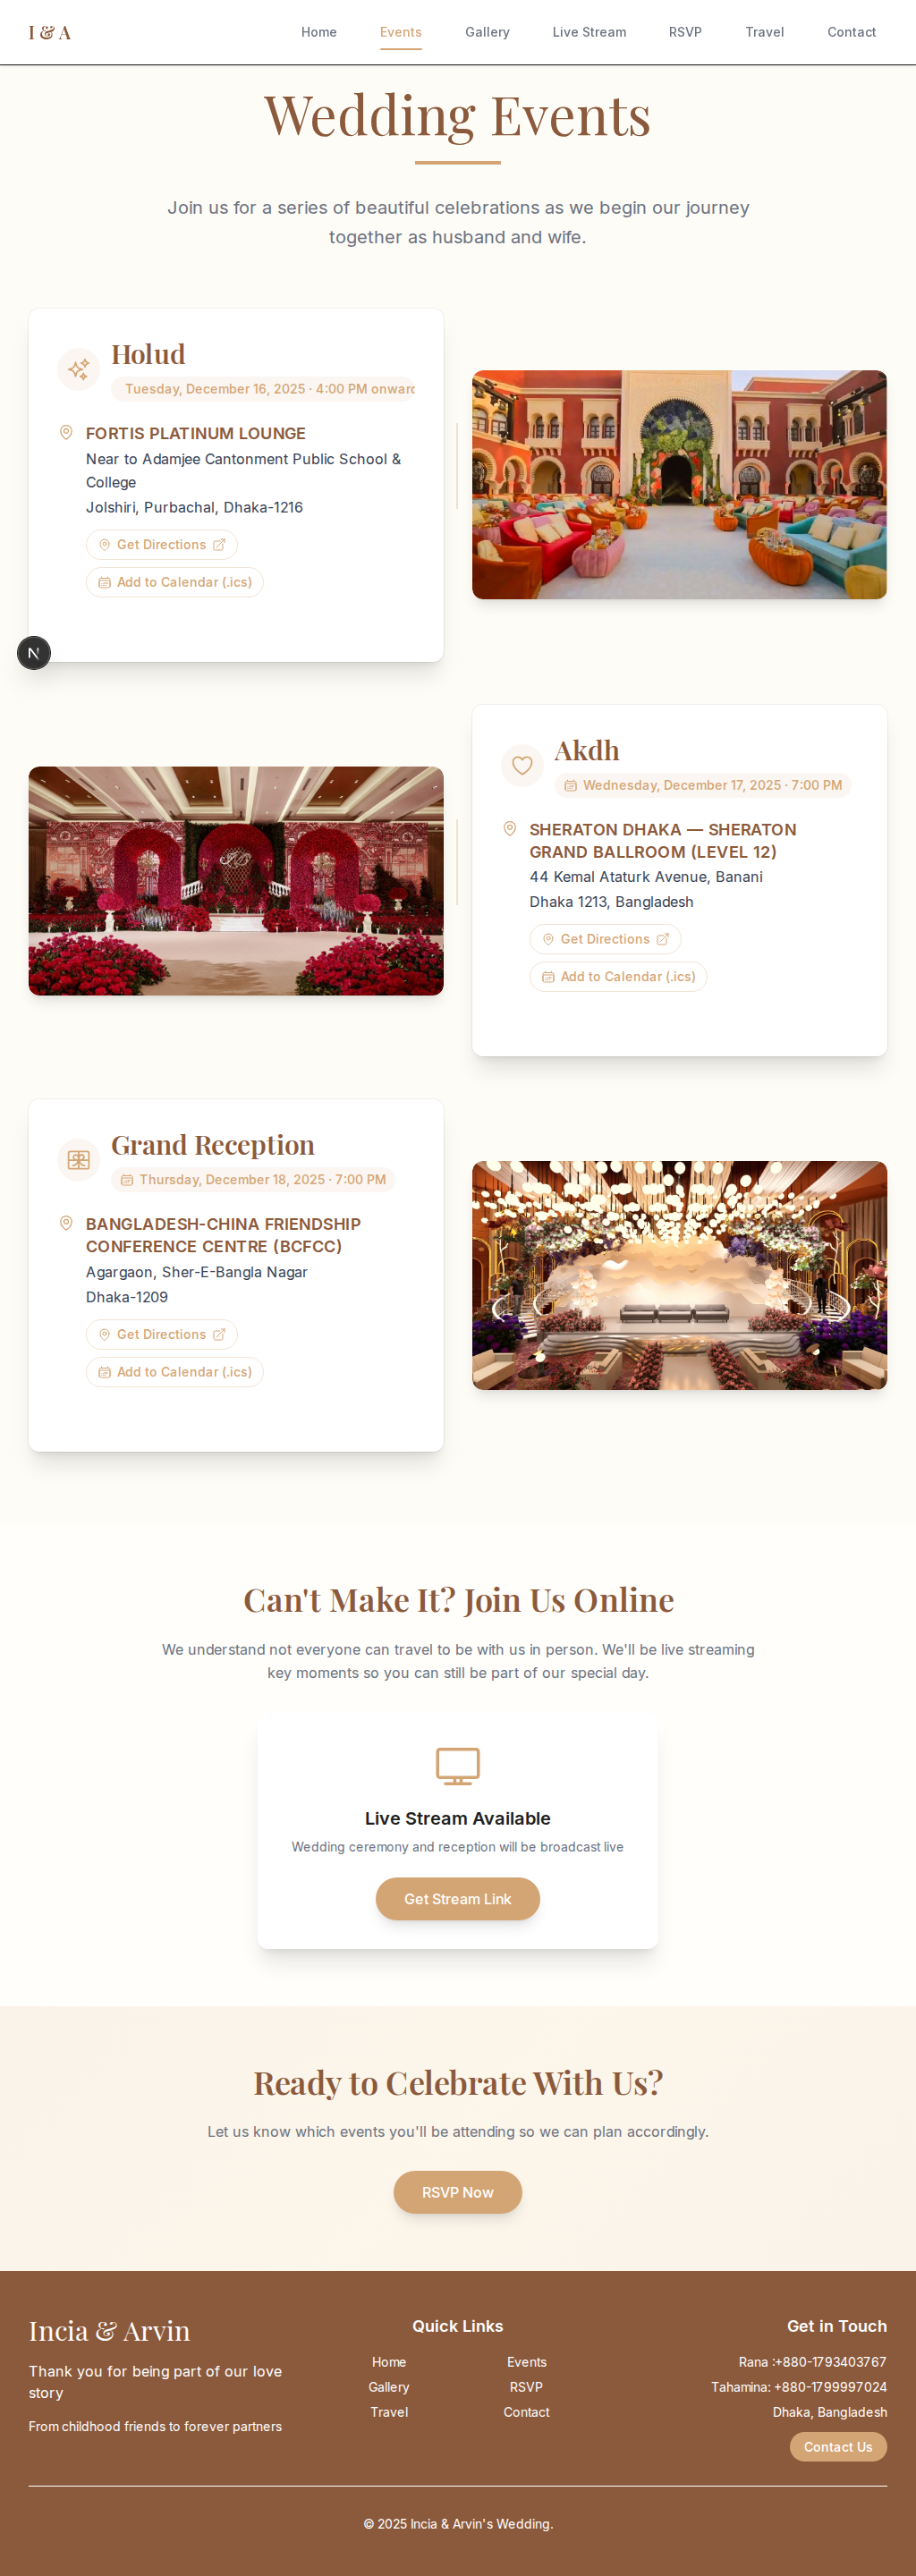 I & A
Home
Events
Gallery
Live Stream
RSVP
Travel
Contact
Wedding Events
Join us for a series of beautiful celebrations as we begin our journey
together as husband and wife.
Holud
Tuesday, December 16, 2025 · 4:00 PM onward
FORTIS PLATINUM LOUNGE
Near to Adamjee Cantonment Public School &
College
Jolshiri, Purbachal, Dhaka-1216
Get Directions
Add to Calendar (.ics)
N
Akdh
Wednesday, December 17, 2025 · 7:00 PM
SHERATON DHAKA — SHERATON
GRAND BALLROOM (LEVEL 12)
44 Kemal Ataturk Avenue, Banani
Dhaka 1213, Bangladesh
Get Directions
Add to Calendar (.ics)
Grand Reception
Thursday, December 18, 2025 · 7:00 PM
BANGLADESH-CHINA FRIENDSHIP
CONFERENCE CENTRE (BCFCC)
Agargaon, Sher-E-Bangla Nagar
Dhaka-1209
Get Directions
Add to Calendar (.ics)
Can't Make It? Join Us Online
We understand not everyone can travel to be with us in person. We'll be live streaming
key moments so you can still be part of our special day.
Live Stream Available
Wedding ceremony and reception will be broadcast live
Get Stream Link
Ready to Celebrate With Us?
Let us know which events you'll be attending so we can plan accordingly.
RSVP Now
Incia & Arvin
Thank you for being part of our love
story
From childhood friends to forever partners
Quick Links
Home
Events
Gallery
RSVP
Travel
Contact
Get in Touch
Rana :+880-1793403767
Tahamina: +880-1799997024
Dhaka, Bangladesh
Contact Us
© 2025 Incia & Arvin's Wedding.